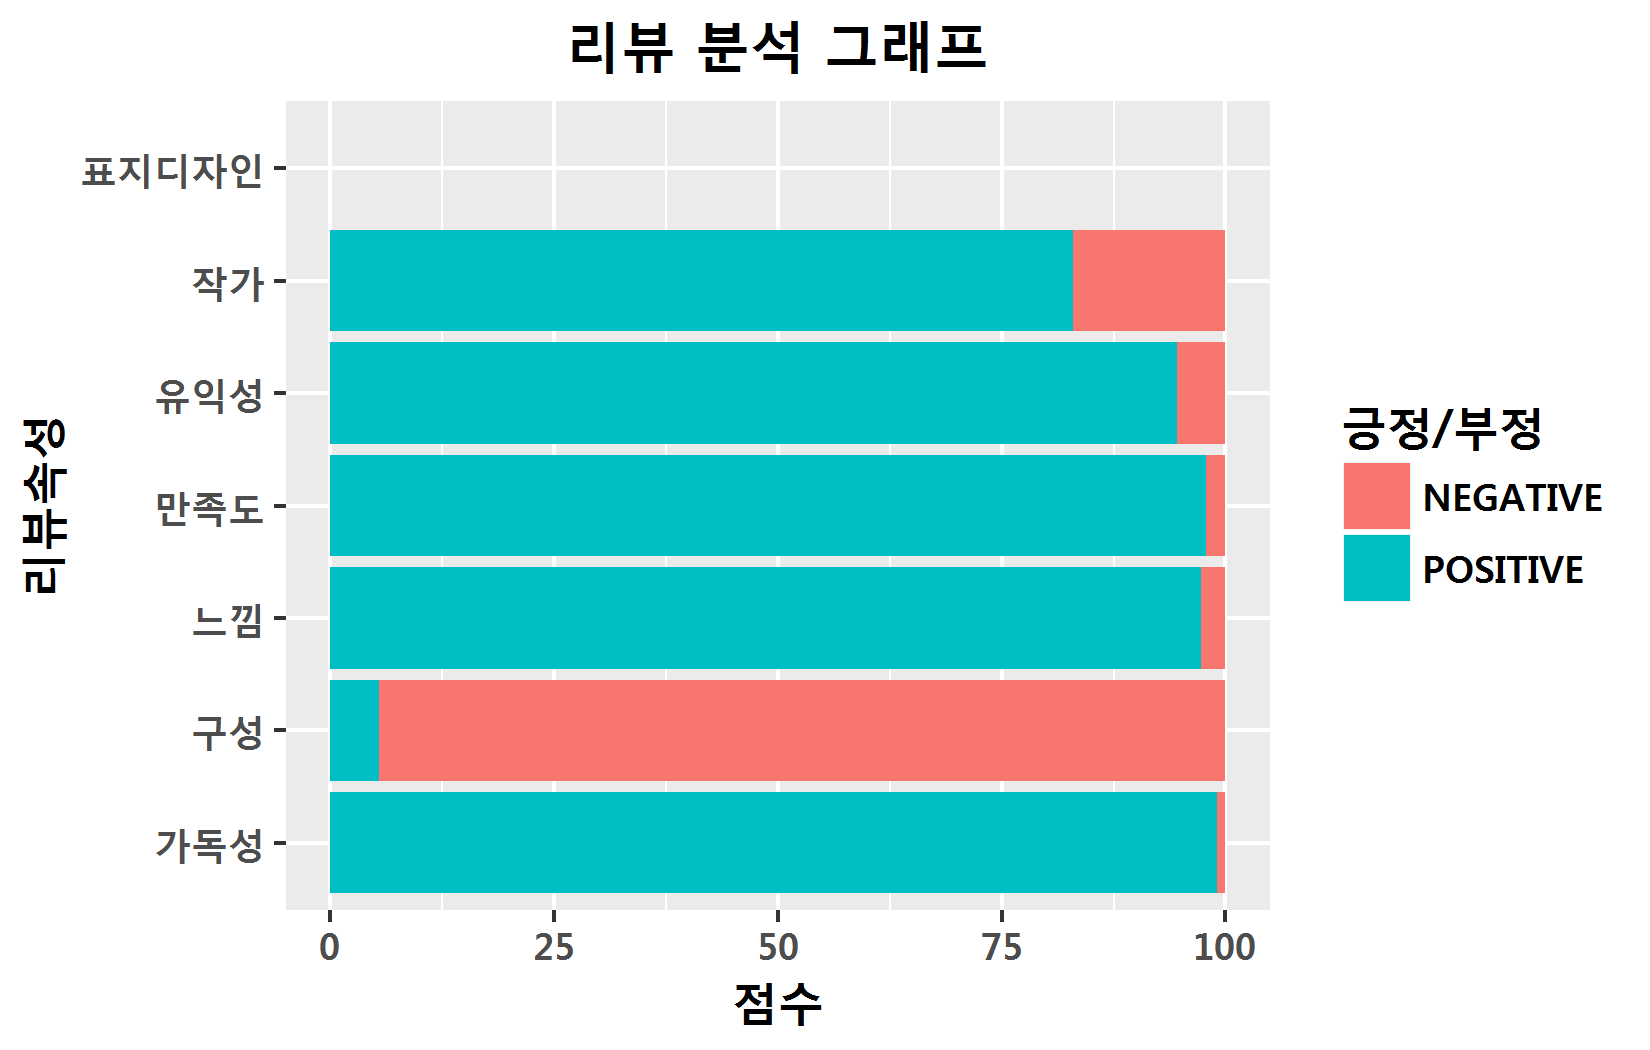 리뷰 분석 그래프
리뷰속성
표지디자인
작가
유익성
만족도
느낌
구성
가독성
0 25 50 75 100
점수
긍정/부정
NEGATIVE
POSITIVE